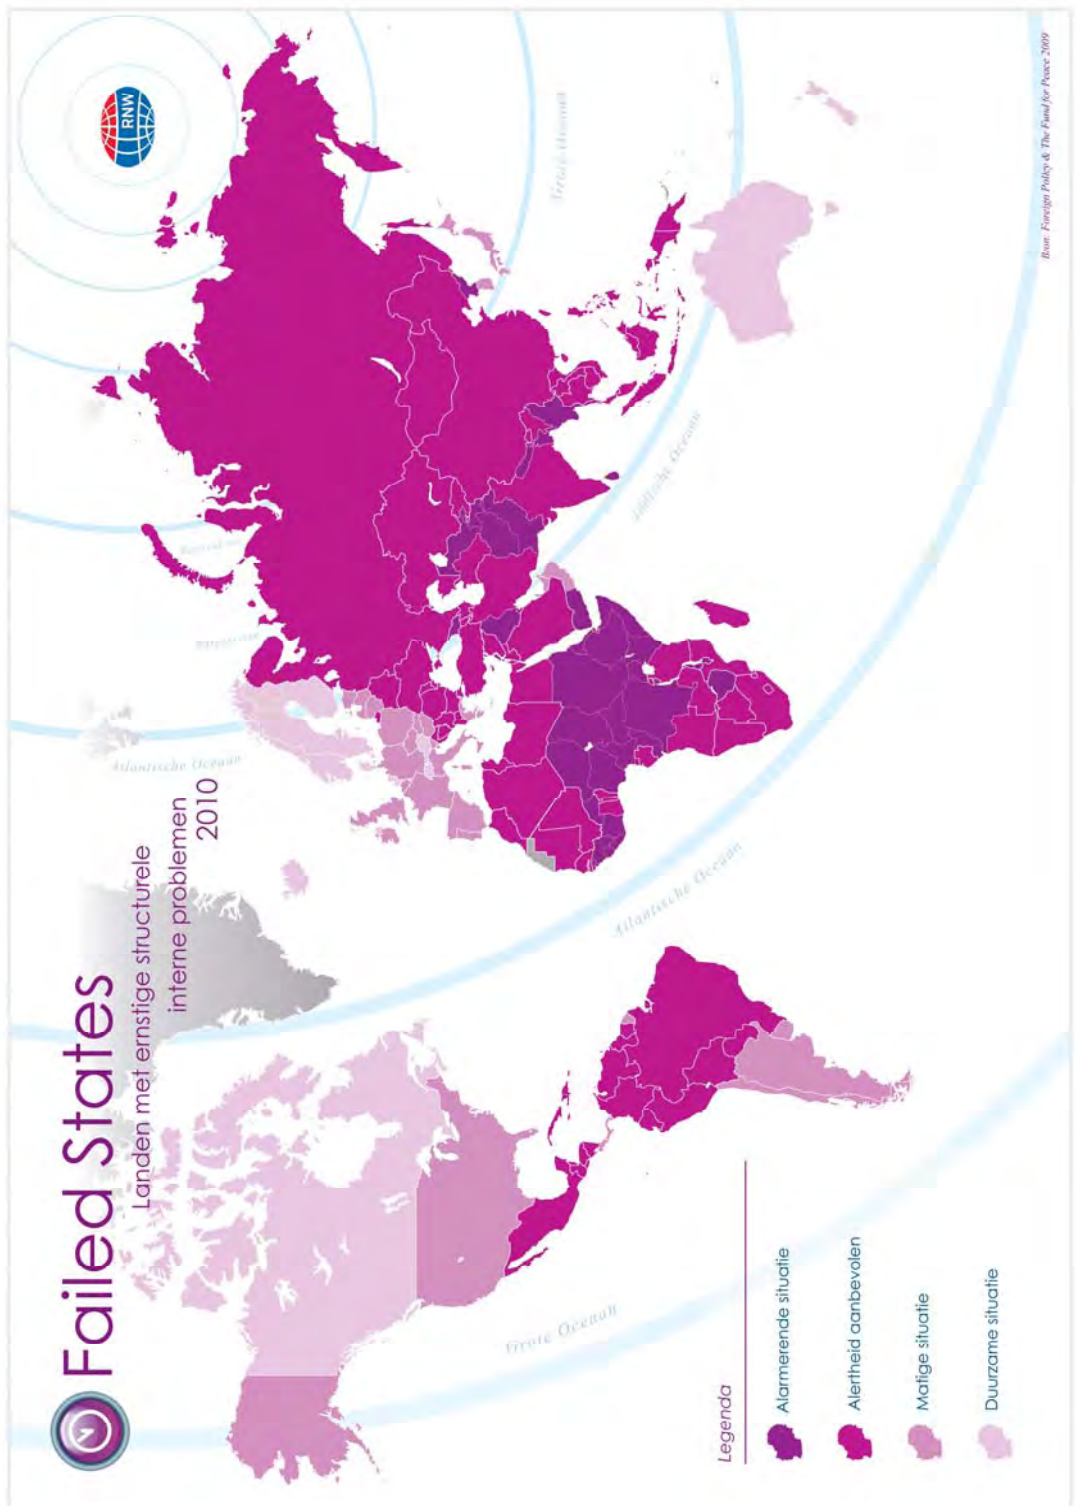 Failed States
Landen met ernstige structurele
interne problemen
2010
RNW
Atlantische Oceaan
Grote Oceaan
Indische Oceaan
Atlantische Oceaan
Grote Oceaan
Legenda
Alarmerende situatie
Alertheid aanbevolen
Matige situatie
Duurzame situatie
Bron: Foreign Policy & The Fund for Peace 2009